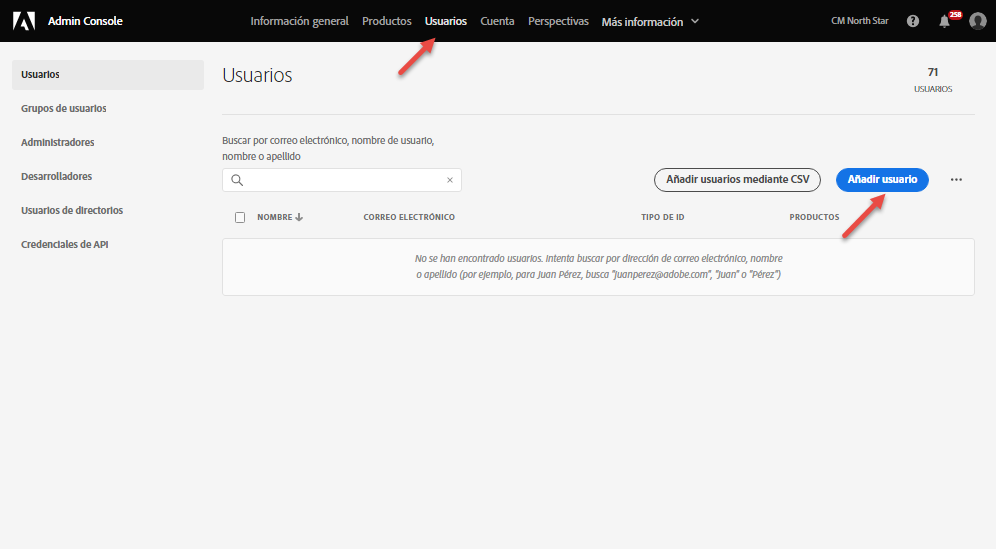 Admin Console
Información general Productos Usuarios Cuenta Perspectivas Más información
CM North Star
258
Usuarios
Grupos de usuarios
Administradores
Desarrolladores
Usuarios de directorios
Credenciales de API
Usuarios
71
USUARIOS
Buscar por correo electrónico, nombre de usuario,
nombre o apellido
Añadir usuarios mediante CSV
Añadir usuario
NOMBRE CORREO ELECTRÓNICO TIPO DE ID PRODUCTOS
No se han encontrado usuarios. Intenta buscar por dirección de correo electrónico, nombre
o apellido (por ejemplo, para Juan Pérez, busca "juanperez@adobe.com", "Juan" o "Pérez")